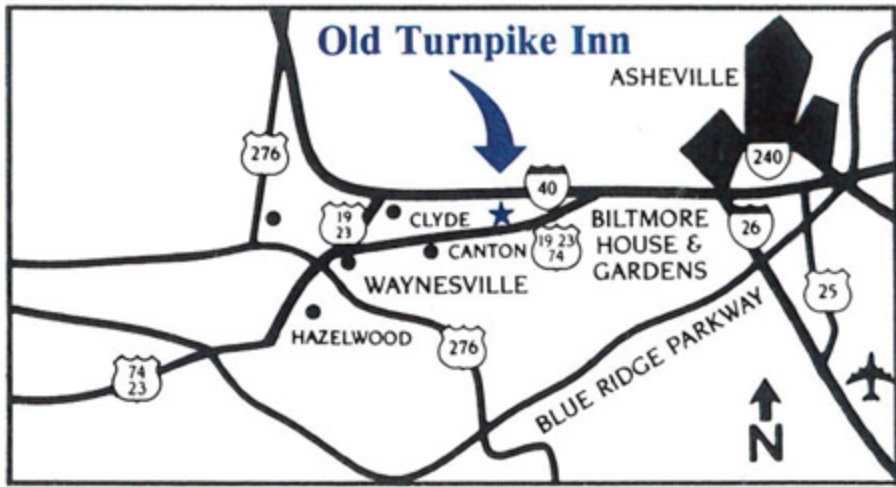 Old Turnpike Inn
ASHEVILLE
276
240
40
19
23
CLYDE
CANTON
19 23
74
BILTMORE
HOUSE &
GARDENS
26
WAYNESVILLE
25
HAZELWOOD
276
74
23
BLUE RIDGE PARKWAY
N